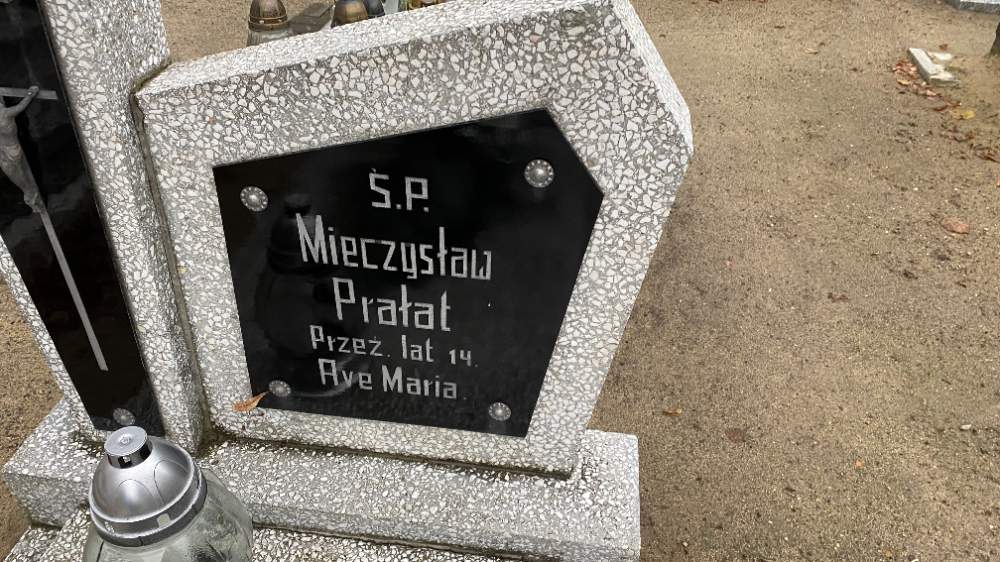 Ś.P.
Mieczysław
Prałat
Przeż. lat 14.
Ave Maria.